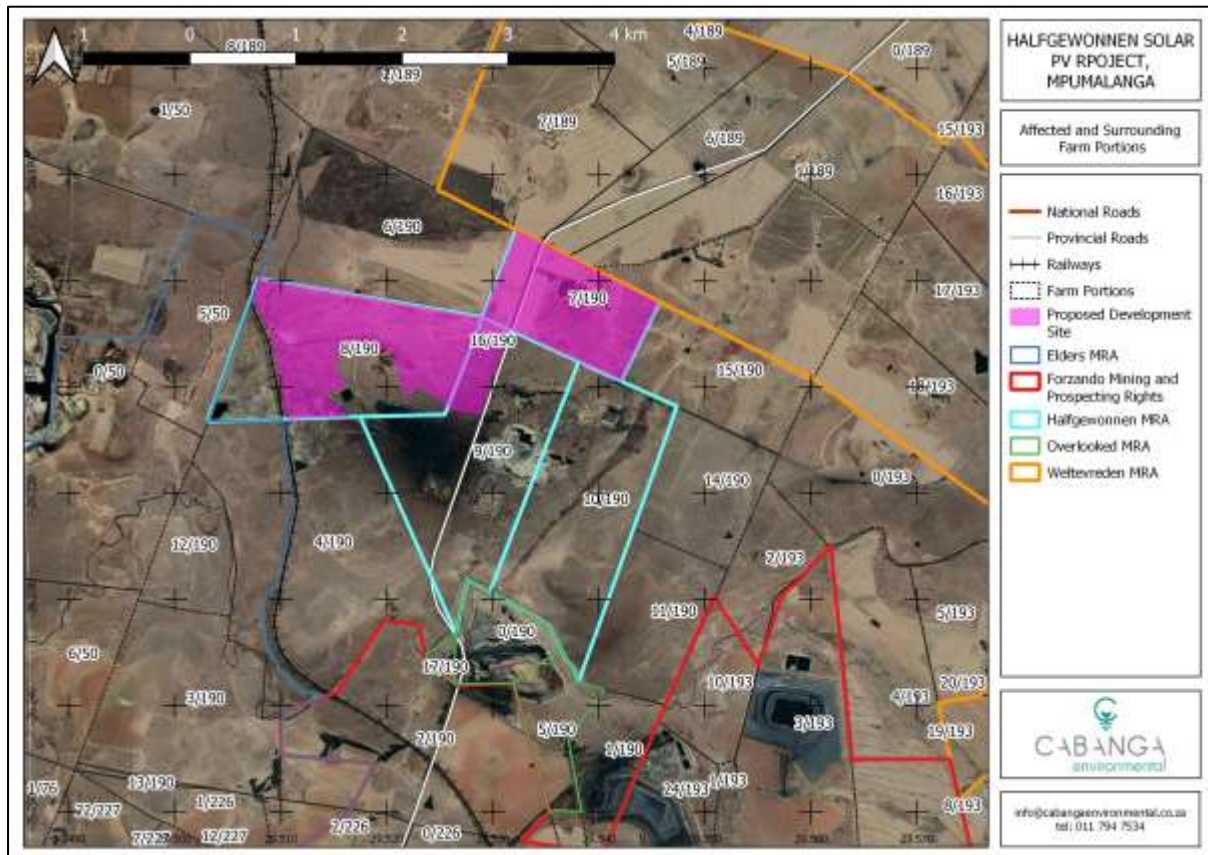 1 0 1 2 3 4 km
8/189
4/189
0/189
5/189
2/189
1/50
7/189
6/189
15/193
1/189
16/193
6/190
17/193
5/50
7/190
16/190
8/190
0/50
15/190
18/193
9/190
14/190
0/193
10/190
12/190
4/190
2/193
11/190
5/193
0/190
6/50
17/190
10/193
3/190
4/193
20/193
3/193
19/193
2/190
5/190
1/190
1/76
13/190
1/193
24/193
22/227
1/226
8/193
7/227
12/227
2/226
0/226
HALFGEWONNEN SOLAR
PV RPOJECT,
MPUMALANGA
Affected and Surrounding
Farm Portions
National Roads
Provincial Roads
Railways
Farm Portions
Proposed Development
Site
Elders MRA
Forzando Mining and
Prospecting Rights
Halfgewonnen MRA
Overlooked MRA
Weltevreden MRA
CABANGA
environmental
info@cabangaenvironmental.co.za
tel: 011 794 7534